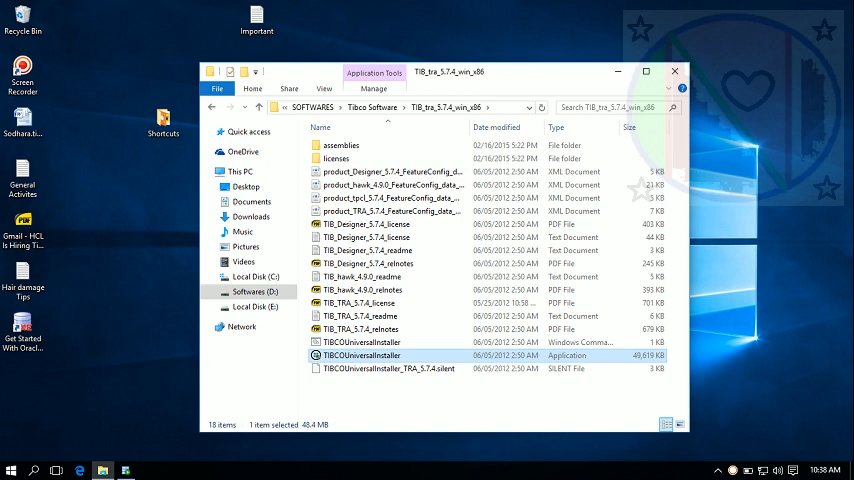 Recycle Bin
Important
Screen
Recorder
Sodhara.ti...
Shortcuts
General
Activites
Gmail - HCL
Is Hiring Ti...
Hair damage
Tips
Get Started
With Oracl...
Application Tools
TIB_tra_5.7.4_win_x86
File
Home
Share
View
Manage
« SOFTWARES > Tibco Software > TIB_tra_5.7.4_win_x86 >
Search TIB_tra_5.7.4_win_x86
Name Date modified Type Size
Quick access
OneDrive
This PC
Desktop
Documents
Downloads
Music
Pictures
Videos
Local Disk (C:)
Softwares (D:)
Local Disk (E:)
Network
assemblies 02/16/2015 5:22 PM File folder
licenses 02/16/2015 5:22 PM File folder
product_Designer_5.7.4_FeatureConfig_d... 06/05/2012 2:50 AM XML Document 5 KB
product_hawk_4.9.0_FeatureConfig_data_... 06/05/2012 2:50 AM XML Document 21 KB
product_tpcl_5.7.4_FeatureConfig_data_... 06/05/2012 2:50 AM XML Document 5 KB
product_TRA_5.7.4_FeatureConfig_data_... 06/05/2012 2:50 AM XML Document 7 KB
TIB_Designer_5.7.4_license 06/05/2012 2:50 AM PDF File 403 KB
TIB_Designer_5.7.4_license 06/05/2012 2:50 AM Text Document 44 KB
TIB_Designer_5.7.4_readme 06/05/2012 2:50 AM Text Document 3 KB
TIB_Designer_5.7.4_relnotes 06/05/2012 2:50 AM PDF File 245 KB
TIB_hawk_4.9.0_readme 06/05/2012 2:50 AM Text Document 5 KB
TIB_hawk_4.9.0_relnotes 06/05/2012 2:50 AM PDF File 393 KB
TIB_TRA_5.7.4_license 05/25/2012 10:58 ... PDF File 701 KB
TIB_TRA_5.7.4_readme 06/05/2012 2:50 AM Text Document 6 KB
TIB_TRA_5.7.4_relnotes 06/05/2012 2:50 AM PDF File 679 KB
TIBCOUniversalInstaller 06/05/2012 2:50 AM Windows Comma... 1 KB
TIBCOUniversalInstaller 06/05/2012 2:50 AM Application 49,619 KB
TIBCOUniversalInstaller_TRA_5.7.4.silent 06/05/2012 2:50 AM SILENT File 3 KB
18 items 1 item selected 48.4 MB
10:38 AM